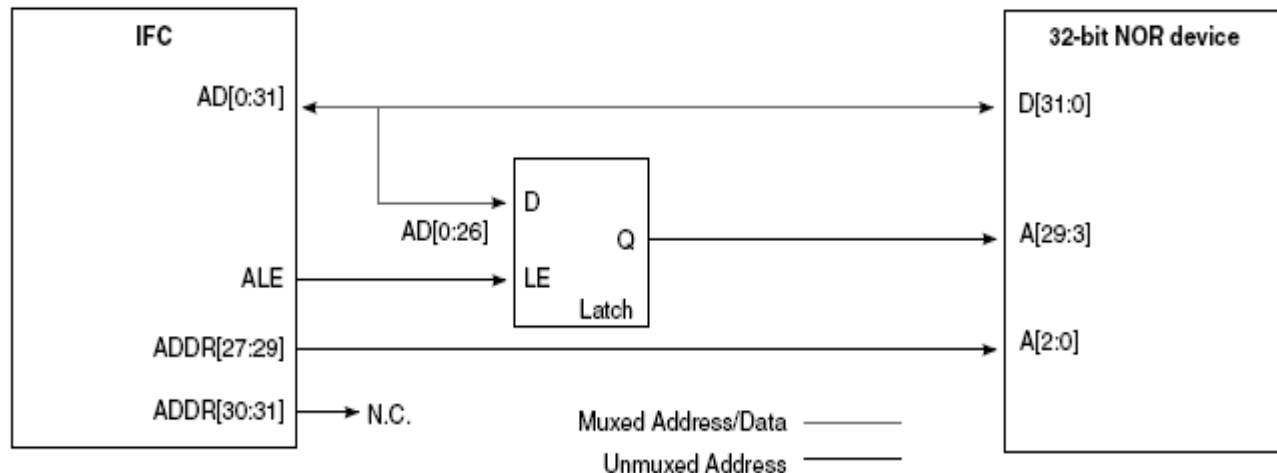 IFC
32-bit NOR device
AD[0:31]
D[31:0]
D
AD[0:26]
Q
A[29:3]
ALE
LE
Latch
ADDR[27:29]
A[2:0]
ADDR[30:31]
N.C.
Muxed Address/Data
Unmuxed Address